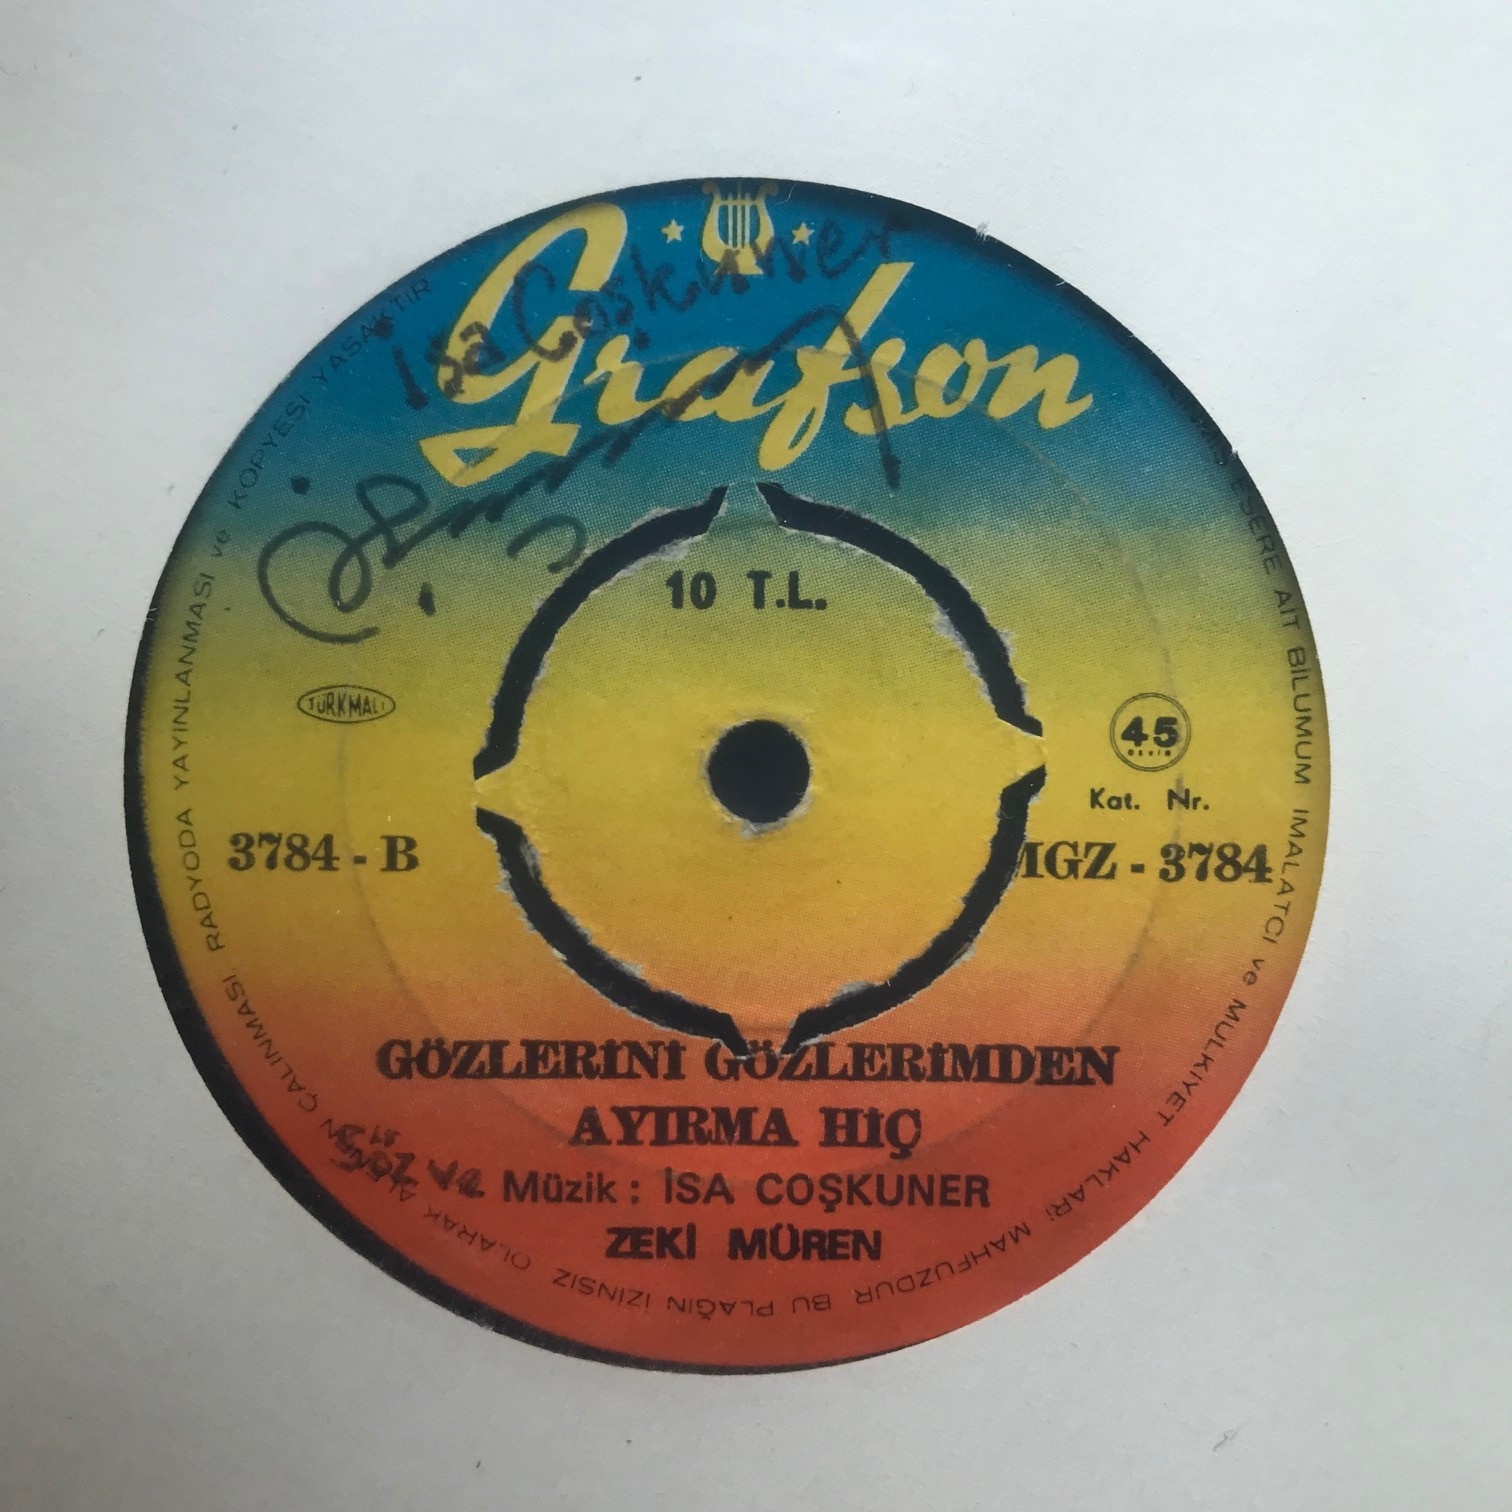 Grafson
İsa Coşkuner
10 T.L.
TÜRKMALI
45
DEVİR
Kat. Nr.
3784 - B
MGZ - 3784
GÖZLERİNİ GÖZLERİMDEN
AYIRMA HİÇ
Müzik : İSA COŞKUNER
ZEKİ MÜREN
ESERE AİT BİLUMUM İMALATCI ve MÜLKİYET HAKLARI MAHFUZDUR BU PLAĞIN İZİNSİZ OLARAK ÇALINMASI RADYODA YAYINLANMASI ve KOPYESİ YASAKTIR